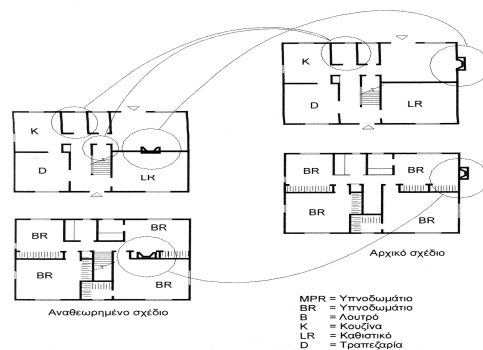 K
D
LR
K
D
LR
BR
BR
BR
BR
BR
BR
BR
BR
Αναθεωρημένο σχέδιο
Αρχικό σχέδιο
MPR = Υπνοδωμάτιο
BR = Υπνοδωμάτιο
B = Λουτρό
K = Κουζίνα
LR = Καθιστικό
D = Τραπεζαρία